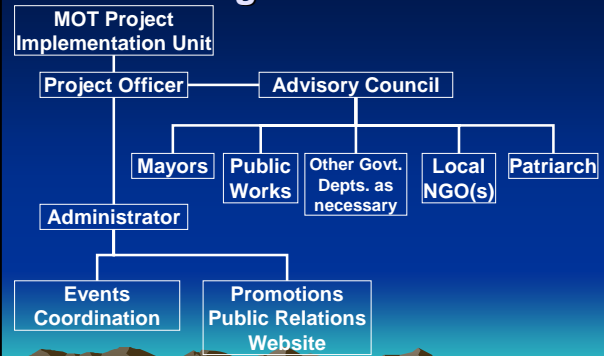 MOT Project
Implementation Unit
Project Officer
Advisory Council
Mayors
Public
Works
Other Govt.
Depts. as
necessary
Local
NGO(s)
Patriarch
Administrator
Events
Coordination
Promotions
Public Relations
Website